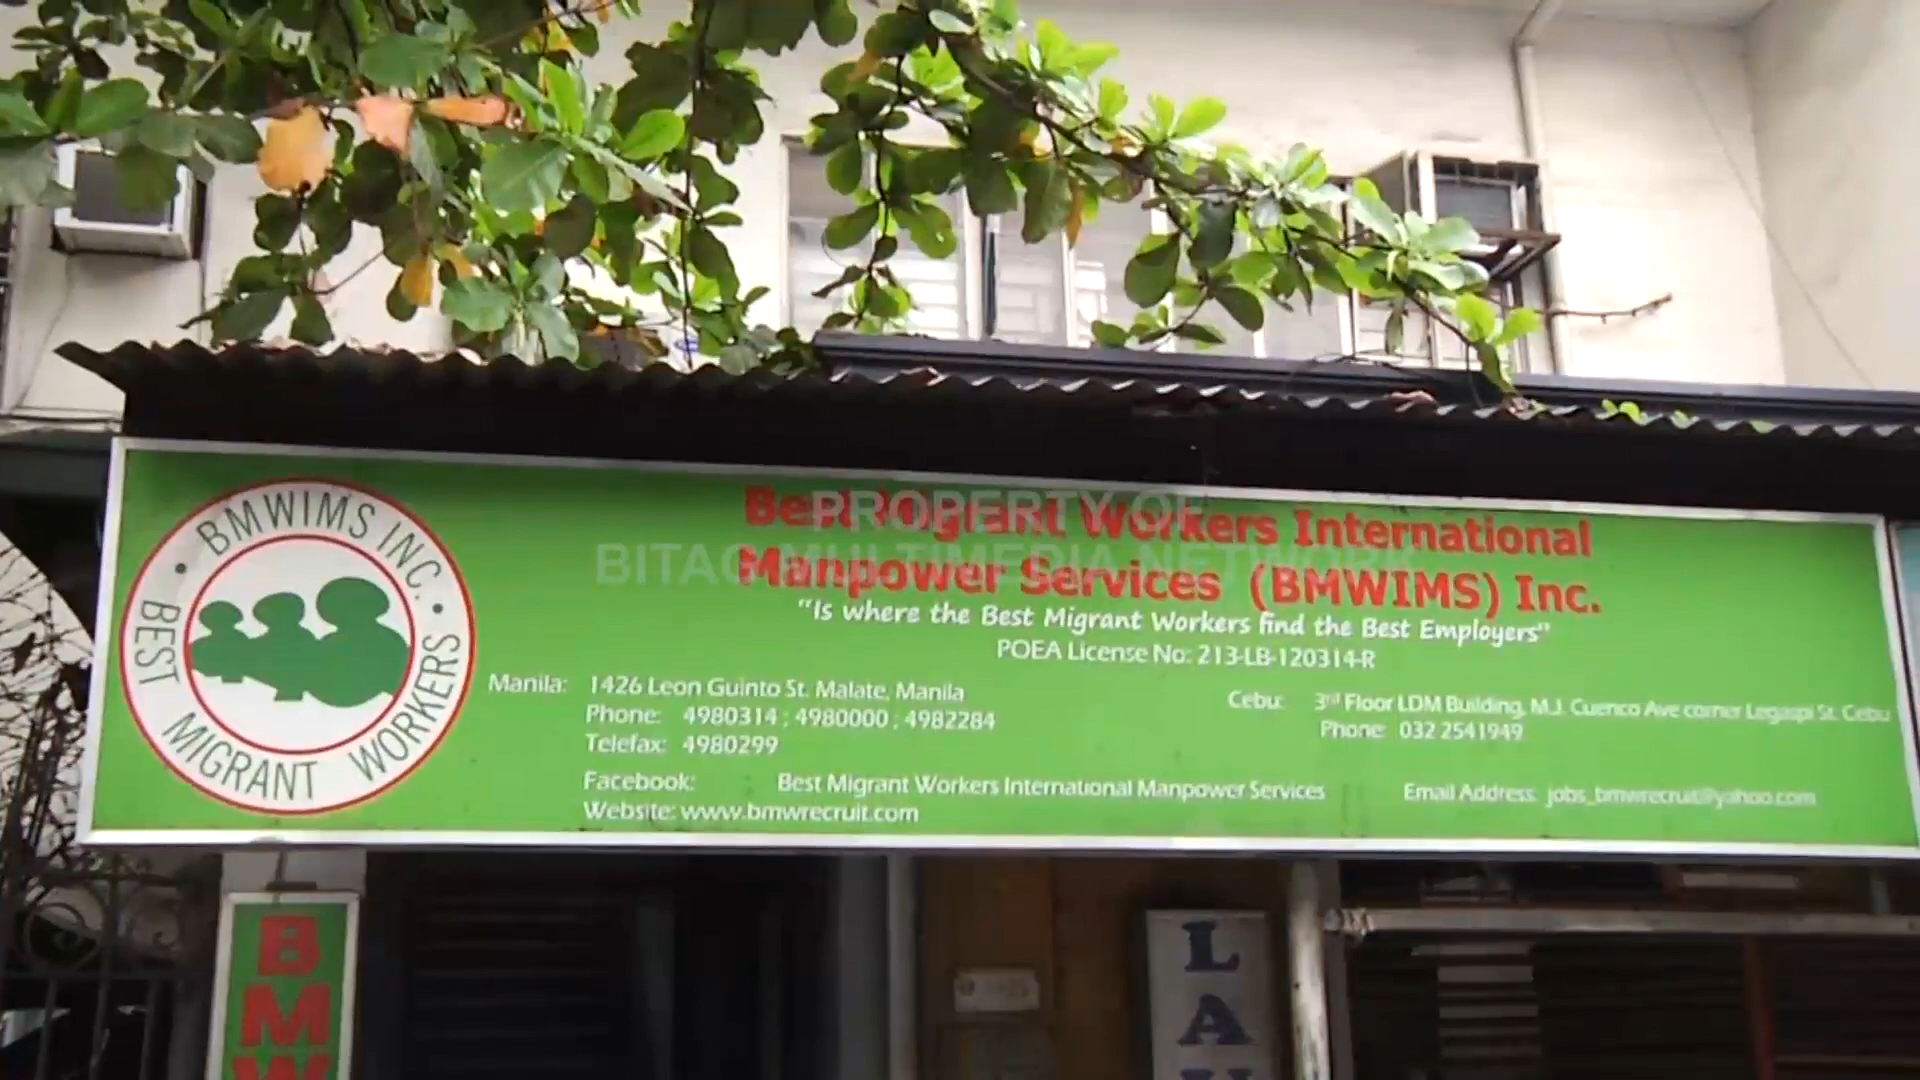 PROPERTY OF
BITAG MULTIMEDIA NETWORK
BMWIMS INC.
BEST MIGRANT WORKERS
Best Migrant Workers International
Manpower Services (BMWIMS) Inc.
"Is where the Best Migrant Workers find the Best Employers"
POEA License No: 213-LB-120314-R
Manila: 1426 Leon Guinto St. Malate, Manila
Phone: 4980314 ; 4980000 ; 4982284
Telefax: 4980299
Cebu: 3rd Floor LDM Building, M.J. Cuenco Ave corner Legaspi St. Cebu
Phone: 032 2541949
Facebook: Best Migrant Workers International Manpower Services
Email Address: jobs_bmwrecruit@yahoo.com
Website: www.bmwrecruit.com
B
M
W
L
A